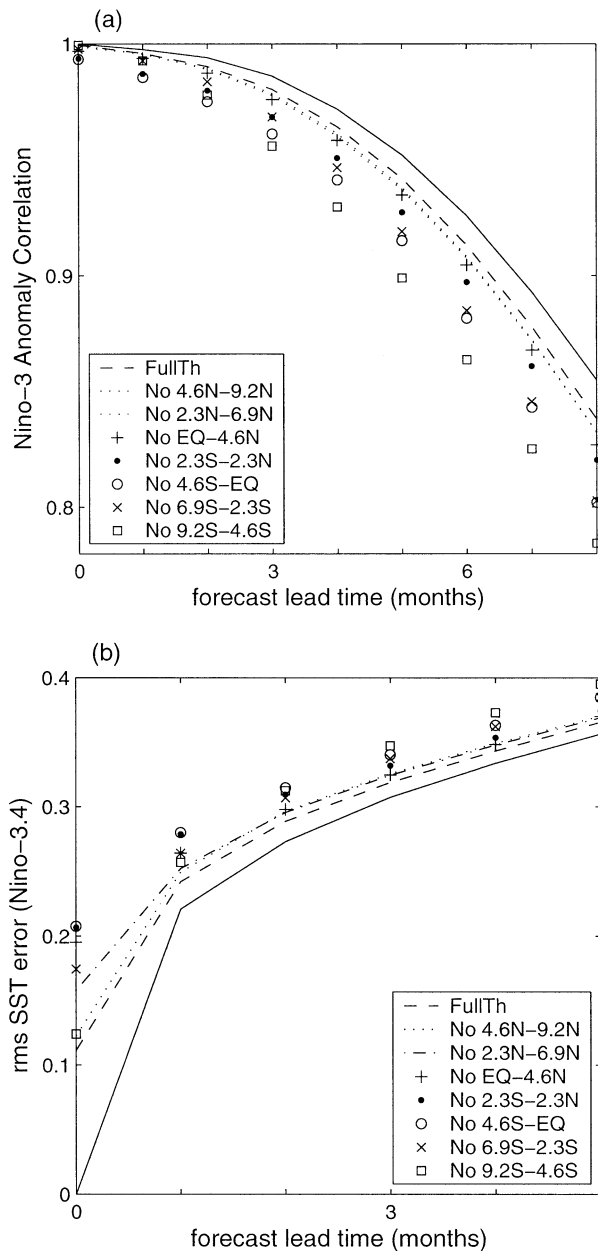 (a)
1
0.9
0.8
Nino−3 Anomaly Correlation
FullTh
No 4.6N−9.2N
No 2.3N−6.9N
No EQ−4.6N
No 2.3S−2.3N
No 4.6S−EQ
No 6.9S−2.3S
No 9.2S−4.6S
0 3 6
forecast lead time (months)
(b)
0.4
0.3
0.2
0.1
0
rms SST error (Nino−3.4)
FullTh
No 4.6N−9.2N
No 2.3N−6.9N
No EQ−4.6N
No 2.3S−2.3N
No 4.6S−EQ
No 6.9S−2.3S
No 9.2S−4.6S
0 3
forecast lead time (months)